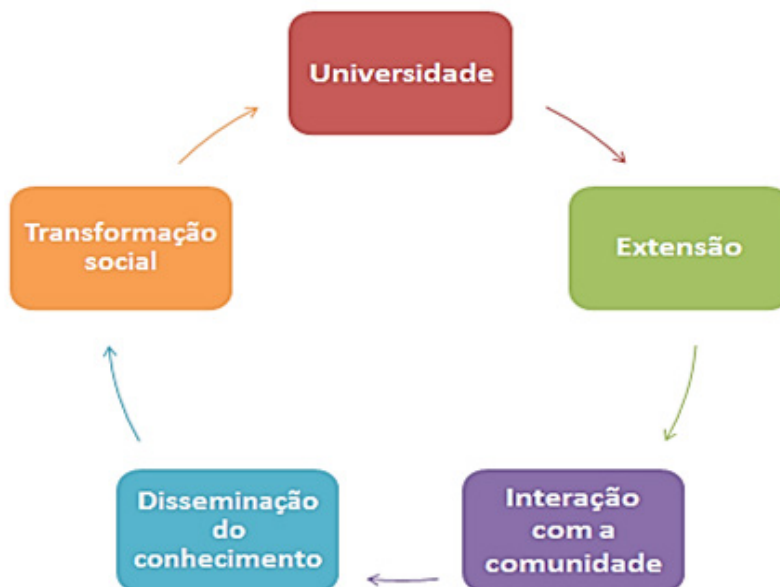 Universidade
Extensão
Interação
com a
comunidade
Disseminação
do
conhecimento
Transformação
social